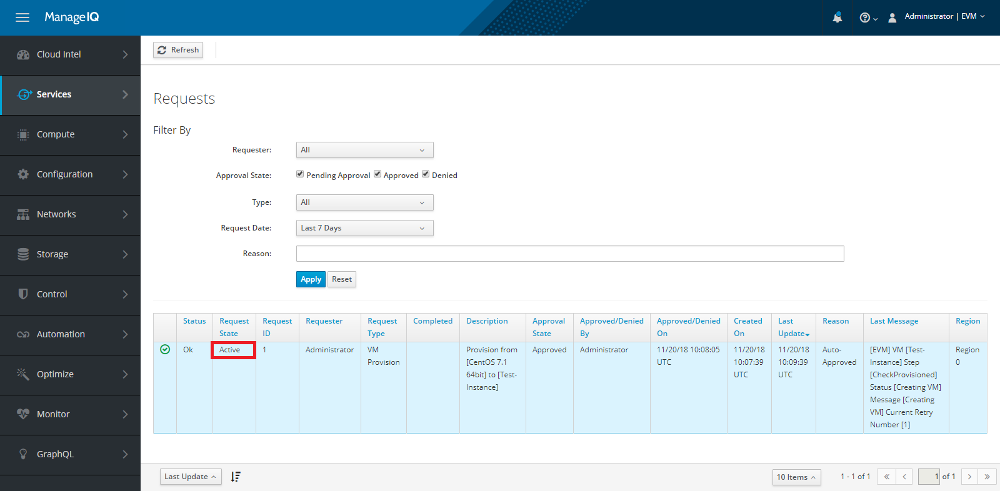 ManageIQ
Administrator | EVM
Cloud Intel
Services
Compute
Configuration
Networks
Storage
Control
Automation
Optimize
Monitor
GraphQL
Refresh
Requests
Filter By
Requester: All
Approval State: Pending Approval Approved Denied
Type: All
Request Date: Last 7 Days
Reason:
Apply Reset
Status Request Request Requester Request Completed Description Approval Approved/Denied Approved/Denied Created Last Reason Last Message Region
State ID Type State By On On Update
Ok Active 1 Administrator VM Provision from Approved Administrator 11/20/18 10:08:05 11/20/18 11/20/18 Auto- [EVM] VM [Test- Region
Provision [CentOS 7.1 UTC 10:07:39 10:09:39 Approved Instance] Step 0
64bit] to [Test- UTC UTC [CheckProvisioned]
Instance] Status [Creating VM]
Message [Creating
VM] Current Retry
Number [1]
Last Update 10 Items 1 - 1 of 1 « ‹ 1 of 1 › »